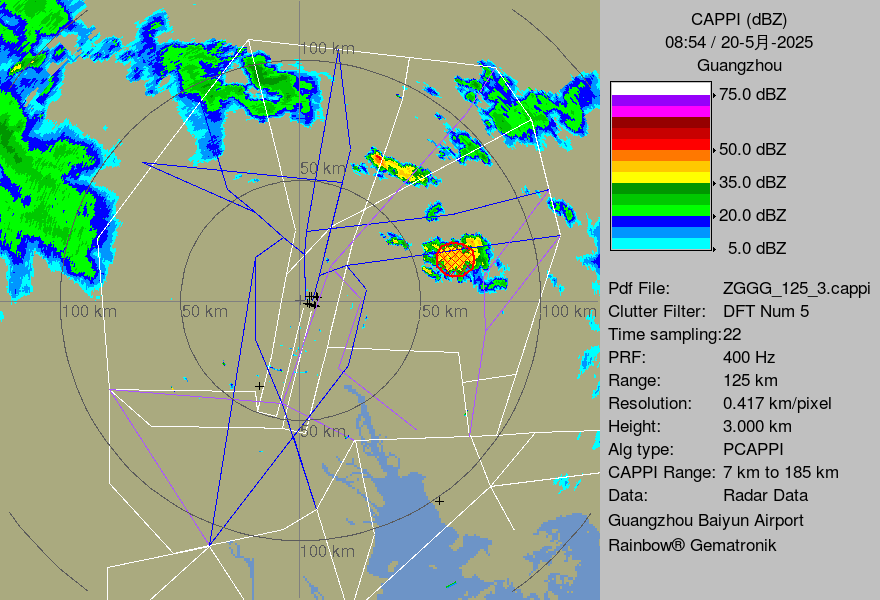 CAPPI (dBZ)
08:54 / 20-5月-2025
Guangzhou
75.0 dBZ
50.0 dBZ
35.0 dBZ
20.0 dBZ
5.0 dBZ
Pdf File: ZGGG_125_3.cappi
Clutter Filter: DFT Num 5
Time sampling:22
PRF: 400 Hz
Range: 125 km
Resolution: 0.417 km/pixel
Height: 3.000 km
Alg type: PCAPPI
CAPPI Range: 7 km to 185 km
Data: Radar Data
Guangzhou Baiyun Airport
Rainbow® Gematronik
100 km
50 km
100 km
50 km
50 km
100 km
50 km
100 km